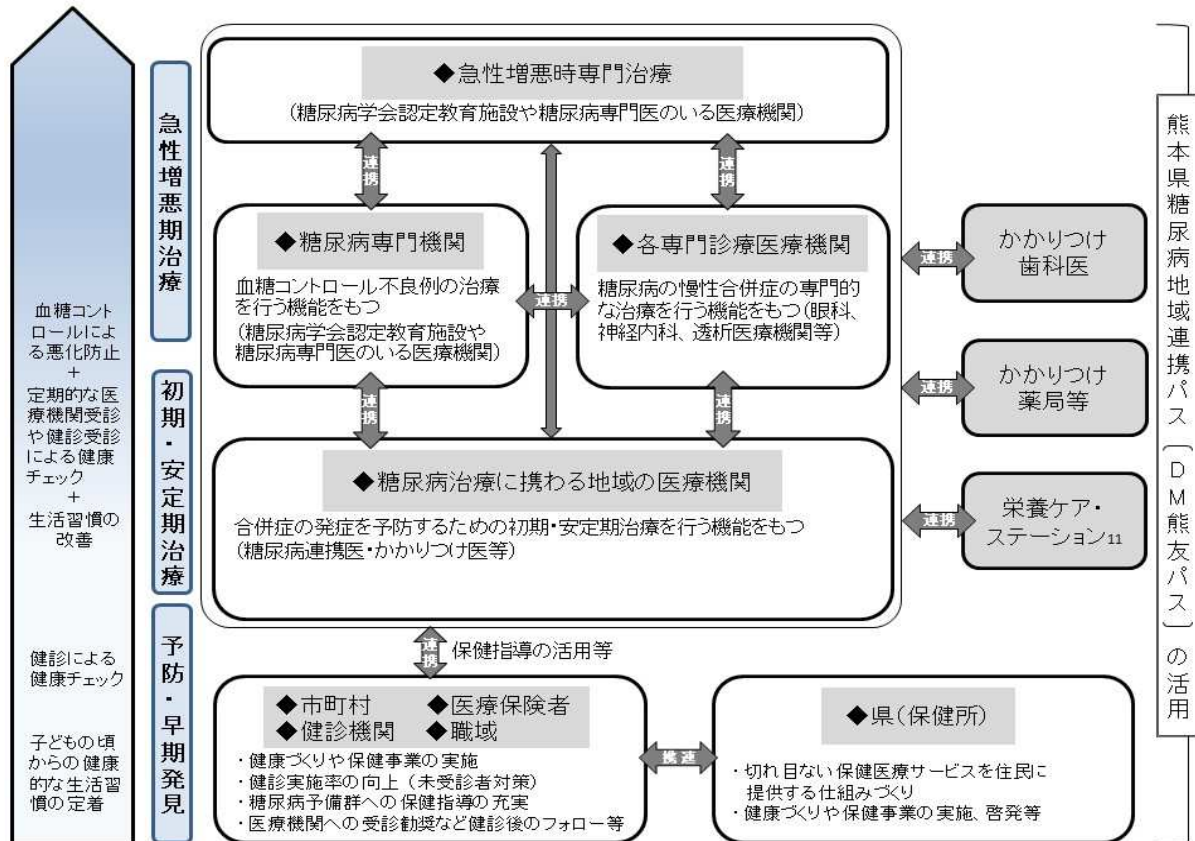 血糖コント
ロールによ
る悪化防止
+
定期的な医
療機関受診
や健診受診
による健康
チェック
+
生活習慣の
改善
健診による
健康チェック
子どもの頃
からの健康
的な生活習
慣の定着
急性増悪期治療
初期・安定期治療
予防・早期発見
◆急性増悪時専門治療
(糖尿病学会認定教育施設や糖尿病専門医のいる医療機関)
連携
連携
◆糖尿病専門機関
血糖コントロール不良例の治療
を行う機能をもつ
(糖尿病学会認定教育施設や
糖尿病専門医のいる医療機関)
連携
◆各専門診療医療機関
糖尿病の慢性合併症の専門的
な治療を行う機能をもつ(眼科、
神経内科、透析医療機関等)
連携
連携
◆糖尿病治療に携わる地域の医療機関
合併症の発症を予防するための初期・安定期治療を行う機能をもつ
(糖尿病連携医・かかりつけ医等)
連携
かかりつけ
歯科医
連携
かかりつけ
薬局等
連携
栄養ケア・
ステーション11
連携
保健指導の活用等
◆市町村 ◆医療保険者
◆健診機関 ◆職域
・健康づくりや保健事業の実施
・健診実施率の向上（未受診者対策）
・糖尿病予備群への保健指導の充実
・医療機関への受診勧奨など健診後のフォロー等
携連
◆県(保健所)
・切れ目ない保健医療サービスを住民に
提供する仕組みづくり
・健康づくりや保健事業の実施、啓発等
熊本県糖尿病地域連携パス［DM熊友パス］の活用